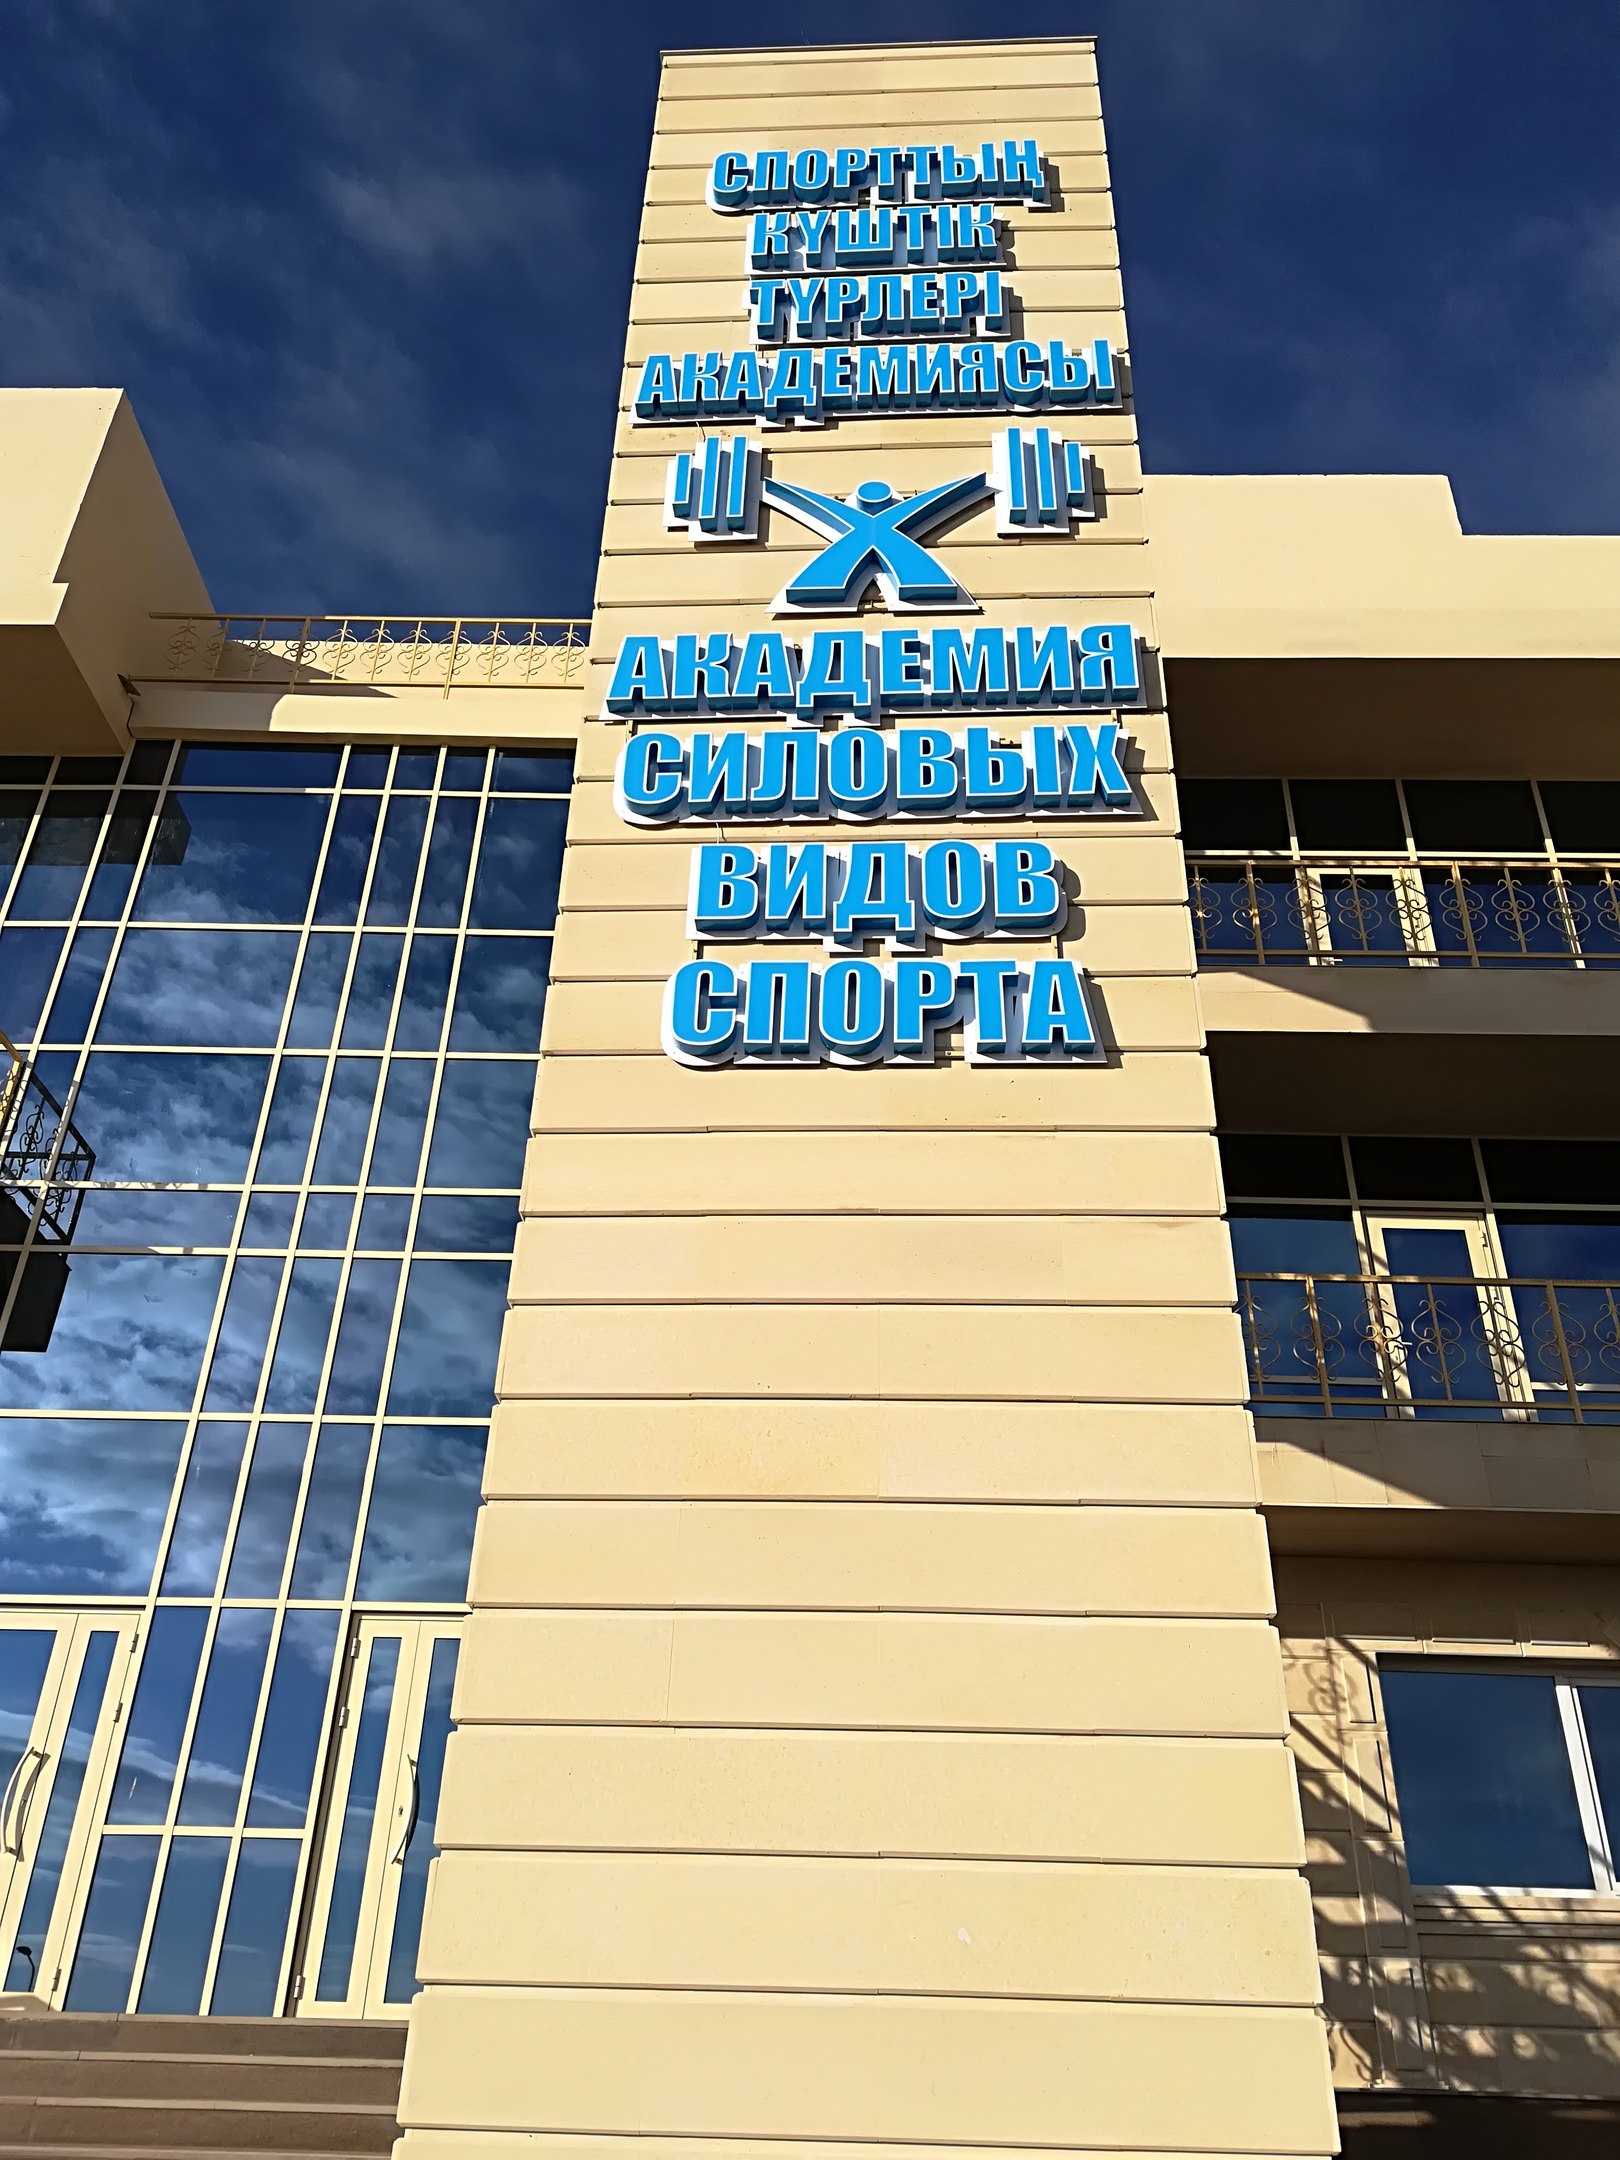 СПОРТТЫҢ
КҮШТІК
ТҮРЛЕРІ
АКАДЕМИЯСЫ
АКАДЕМИЯ
СИЛОВЫХ
ВИДОВ
СПОРТА